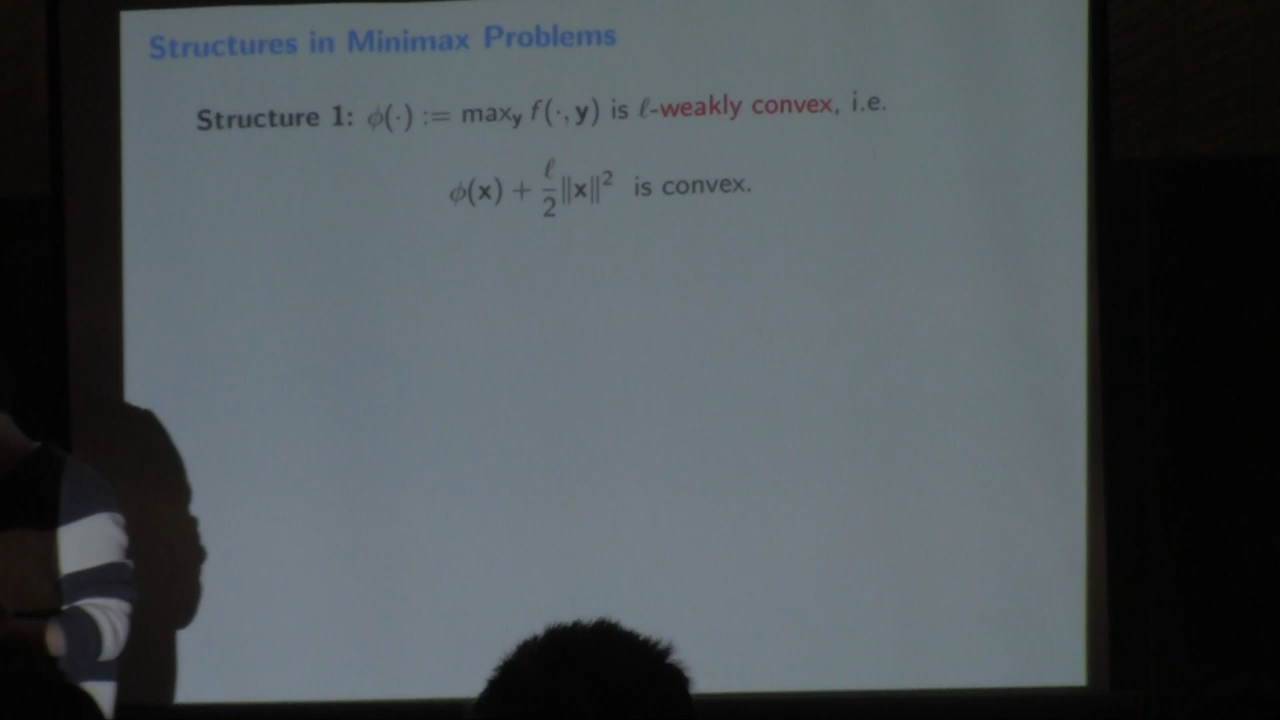 Structures in Minimax Problems
Structure 1: ϕ(·) := max_y f(·, y) is ℓ-weakly convex, i.e.
ϕ(x) + ℓ/2 ‖x‖² is convex.